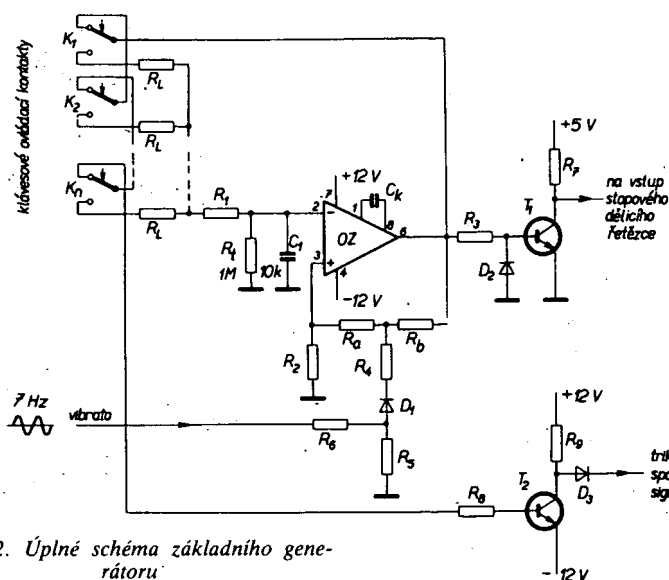 klávesové ovládací kontakty
K1
K2
Kn
RL
RL
RL
R1
Rt
1M
C1
10k
2
3
7
+12 V
1
Ck
8
OZ
6
4
-12 V
Ra
Rb
R2
R4
D1
R5
R6
7 Hz
vibrato
R3
D2
T1
R7
+5 V
na vstup
stopového
dělicího
řetězce
+12 V
R9
T2
D3
R8
-12 V
2. Úplné schéma základního gene-
rátoru